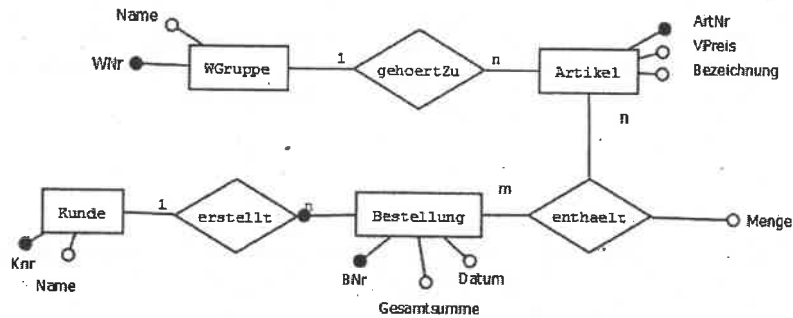 Name
ArtNr
WNr
WGruppe
1
gehoertZu
n
Artikel
VPreis
Bezeichnung
n
Kunde
1
erstellt
n
Bestellung
m
enthaelt
Menge
Knr
Name
BNr
Datum
Gesamtsumme